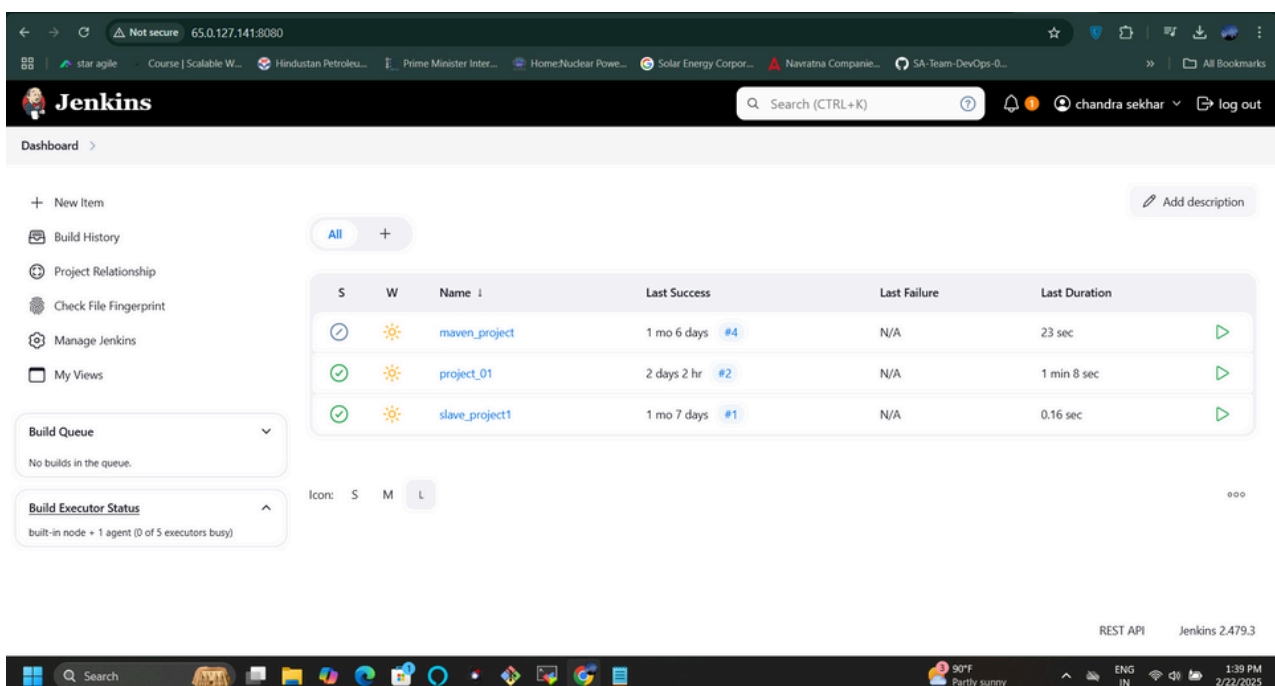 Not secure 65.0.127.141:8080
star agile Course | Scalable W... Hindustan Petroleu... Prime Minister Inter... Home:Nuclear Powe... Solar Energy Corpor... Navratna Companie... SA-Team-DevOps-0... » All Bookmarks
Jenkins Search (CTRL+K) ? 1 chandra sekhar log out
Dashboard
New Item Add description
Build History All +
Project Relationship
S W Name ↓ Last Success Last Failure Last Duration
Check File Fingerprint
maven_project 1 mo 6 days #4 N/A 23 sec
Manage Jenkins
My Views project_01 2 days 2 hr #2 N/A 1 min 8 sec
slave_project1 1 mo 7 days #1 N/A 0.16 sec
Build Queue
No builds in the queue.
Icon: S M L
Build Executor Status
built-in node + 1 agent (0 of 5 executors busy)
REST API Jenkins 2.479.3
Search 3 90°F ENG 1:39 PM
Partly sunny IN 2/22/2025